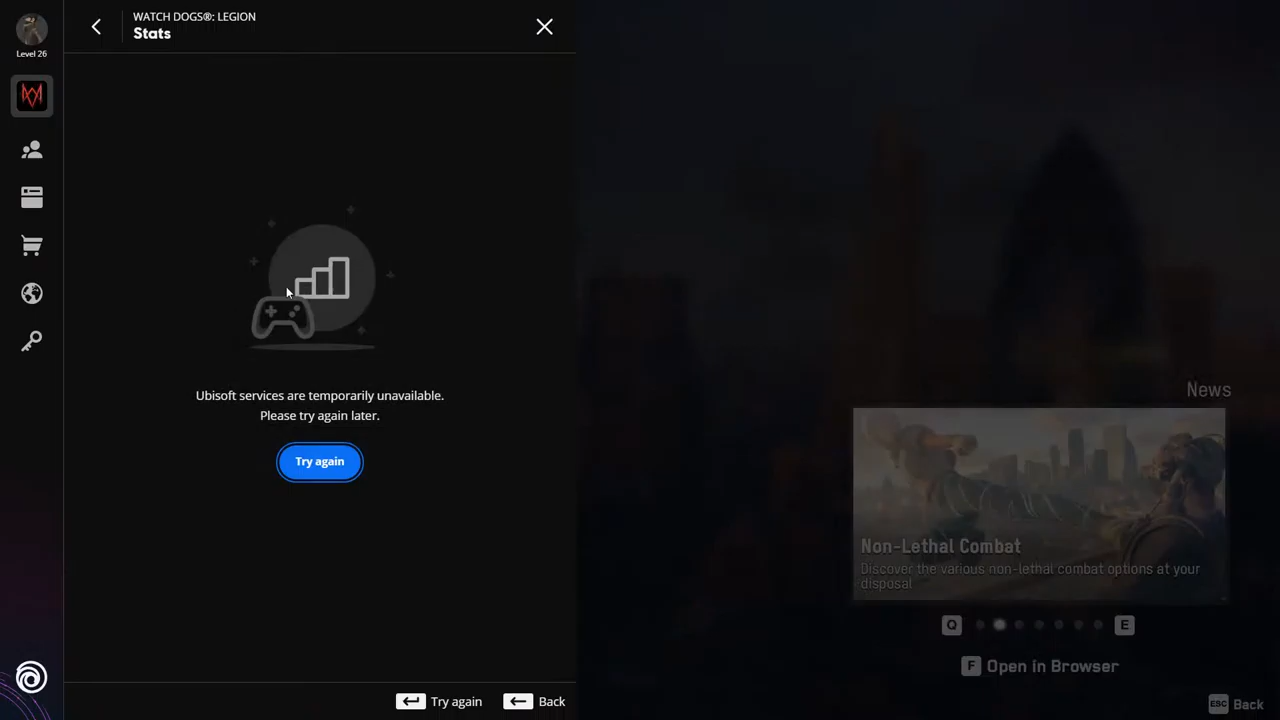 Level 26
WATCH DOGS®: LEGION
Stats
Ubisoft services are temporarily unavailable.
Please try again later.
Try again
Try again
Back
News
Non-Lethal Combat
Discover the various non-lethal combat options at your
disposal
Q
E
F Open in Browser
ESC Back